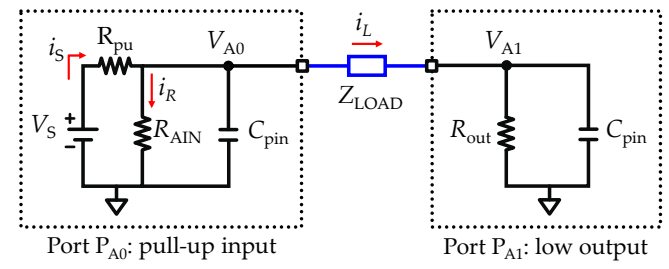 i_S
R_pu
V_A0
i_L
V_A1
i_R
V_S
+
−
R_AIN
C_pin
Z_LOAD
R_out
C_pin
Port P_A0: pull-up input
Port P_A1: low output